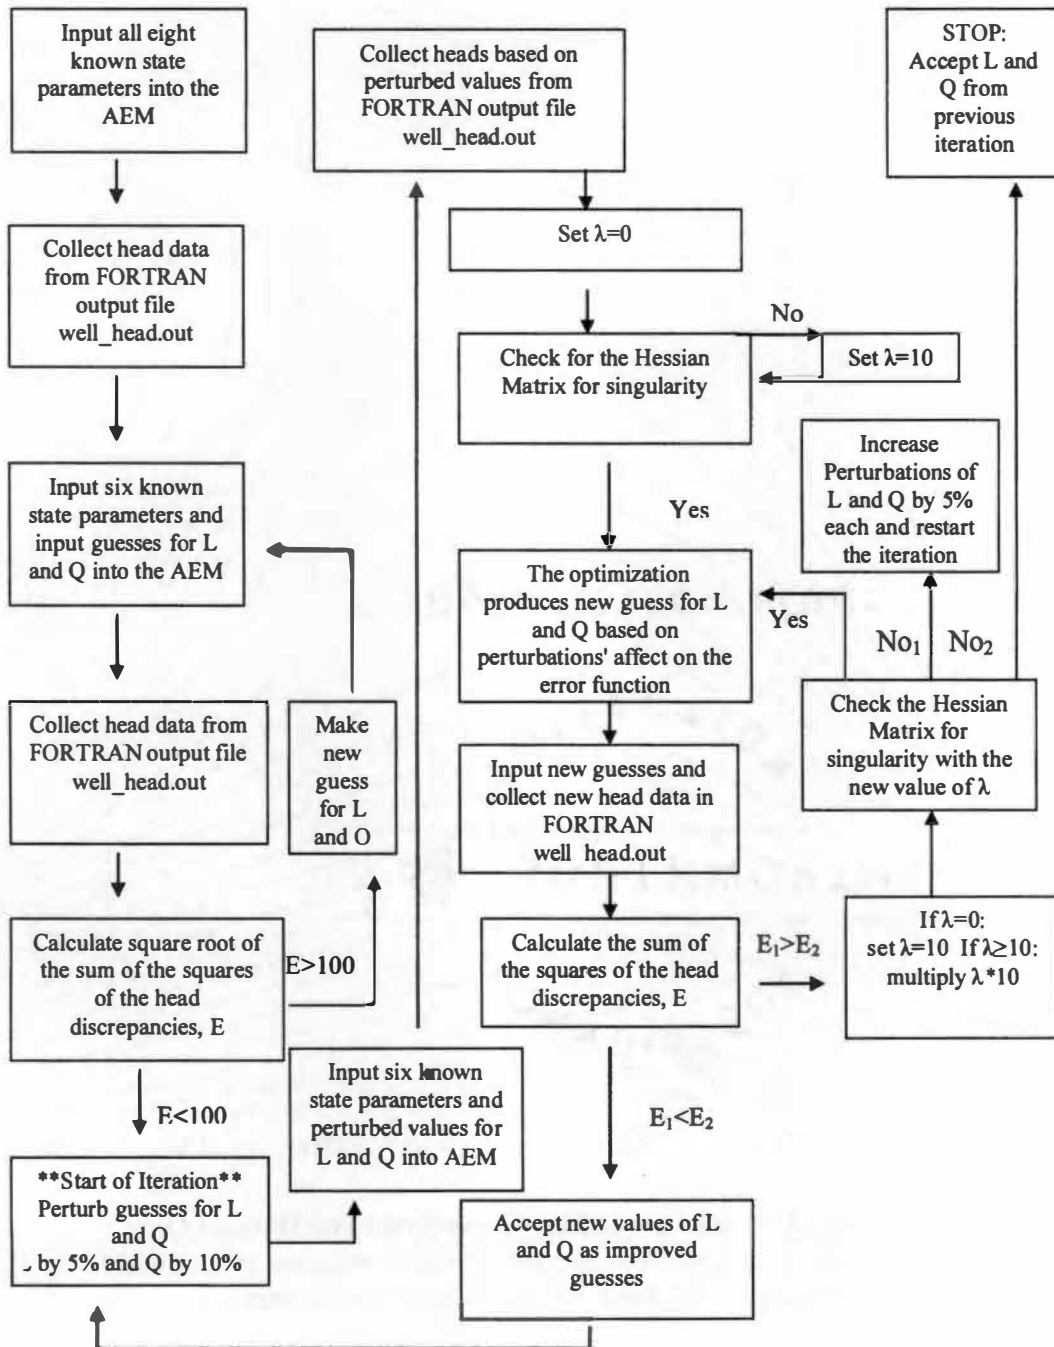 Input all eight
known state
parameters into the
AEM
Collect head data
from FORTRAN
output file
well_head.out
Input six known
state parameters and
input guesses for L
and Q into the AEM
Collect head data from
FORTRAN output file
well_head.out
Make
new
guess
for L
and O
Calculate square root of
the sum of the squares
of the head
discrepancies, E
E>100
E<100
**Start of Iteration**
Perturb guesses for L
and Q
by 5% and Q by 10%
Input six known
state parameters and
perturbed values for
L and Q into AEM
Collect heads based on
perturbed values from
FORTRAN output file
well_head.out
Set λ=0
Check for the Hessian
Matrix for singularity
No
Set λ=10
Yes
The optimization
produces new guess for L
and Q based on
perturbations' affect on the
error function
Input new guesses and
collect new head data in
FORTRAN
well head.out
Calculate the sum of
the squares of the head
discrepancies, E
E₁>E₂
E₁<E₂
Accept new values of L
and Q as improved
guesses
If λ=0:
set λ=10 If λ≥10:
multiply λ*10
Check the Hessian
Matrix for
singularity with the
new value of λ
Yes
No₁
No₂
Increase
Perturbations of
L and Q by 5%
each and restart
the iteration
STOP:
Accept L and
Q from
previous
iteration